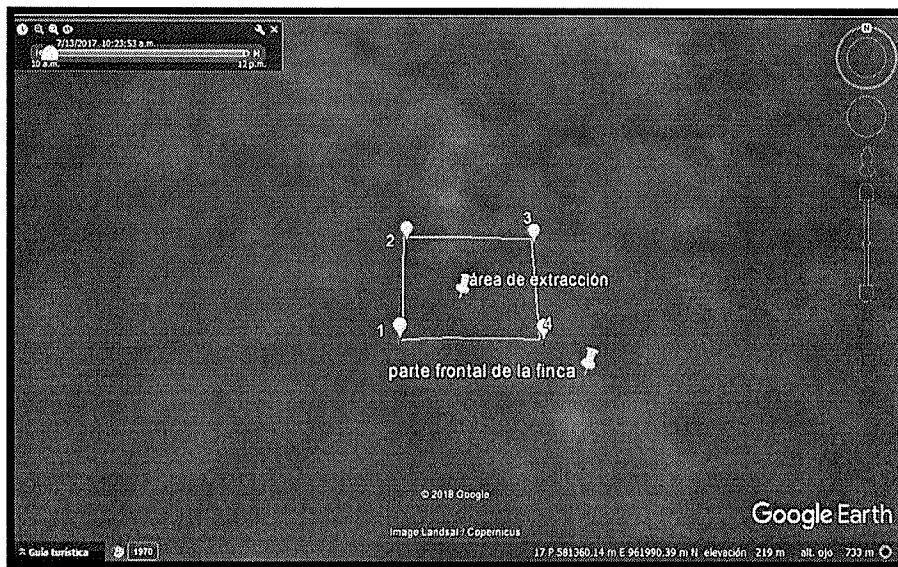 7/13/2017 10:23:53 a.m.
10 a.m. 12 p.m.
N
2 3
área de extracción
1 4
parte frontal de la finca
© 2018 Google
Image Landsat / Copernicus
Google Earth
Guía turística 1970 17 P 581360.14 m E 961990.39 m N elevación 219 m alt. ojo 733 m